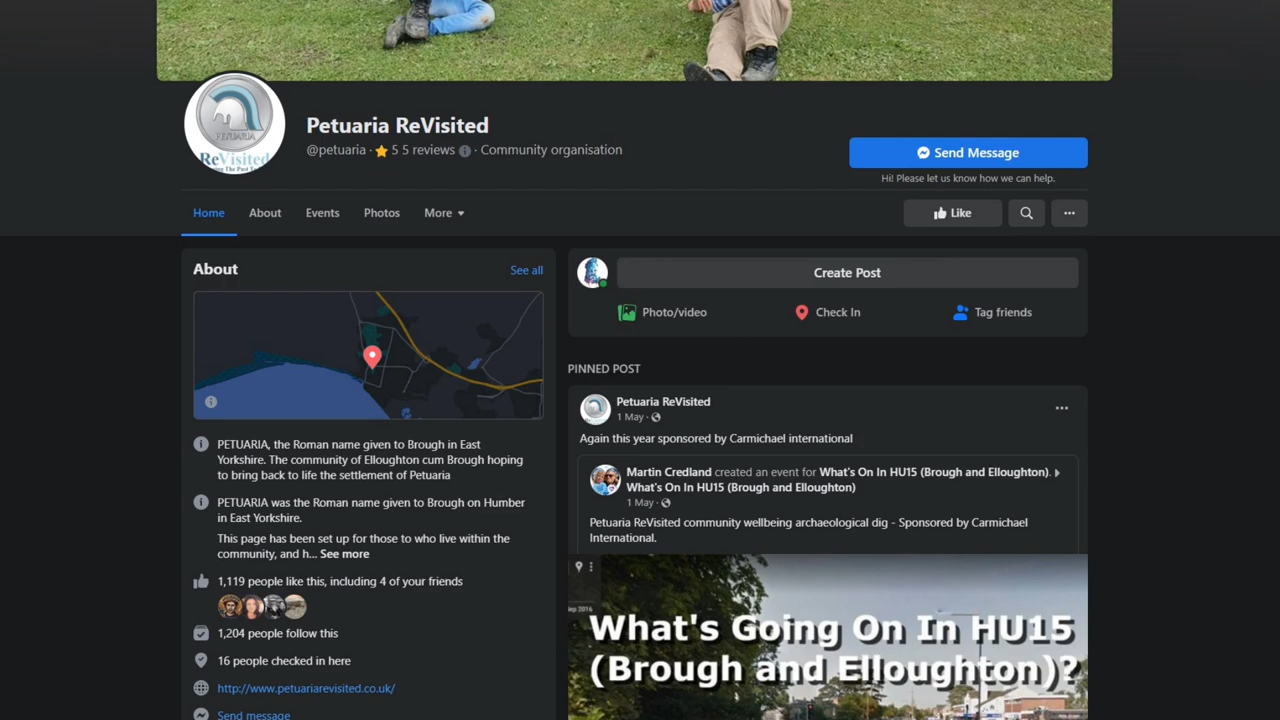 PETUARIA
ReVisited
Petuaria ReVisited
@petuaria · 5 5 reviews · Community organisation
Send Message
Hi! Please let us know how we can help.
Home About Events Photos More
Like
About
See all
PETUARIA, the Roman name given to Brough in East
Yorkshire. The community of Elloughton cum Brough hoping
to bring back to life the settlement of Petuaria
PETUARIA was the Roman name given to Brough on Humber
in East Yorkshire.
This page has been set up for those to who live within the
community, and h... See more
1,119 people like this, including 4 of your friends
1,204 people follow this
16 people checked in here
http://www.petuariarevisited.co.uk/
Send message
Create Post
Photo/video Check In Tag friends
PINNED POST
Petuaria ReVisited
1 May ·
Again this year sponsored by Carmichael international
Martin Credland created an event for What's On In HU15 (Brough and Elloughton).
What's On In HU15 (Brough and Elloughton)
1 May ·
Petuaria ReVisited community wellbeing archaeological dig - Sponsored by Carmichael
International.
2016
What's Going On In HU15
(Brough and Elloughton)?